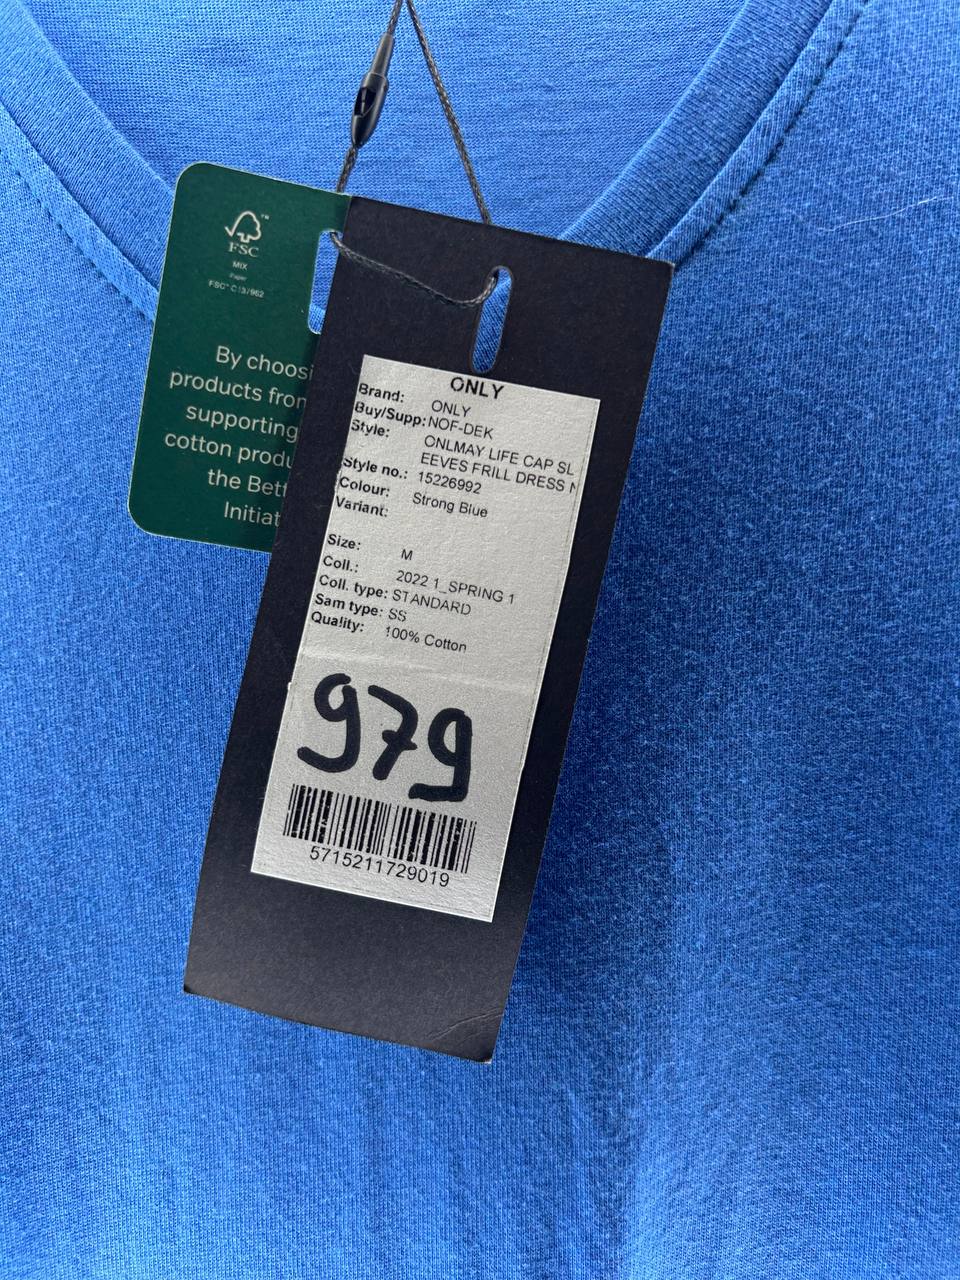 FSC
™
MIX
Paper
FSC® C137962
By choosi
products from
supporting
cotton produ
the Bett
Initiat
ONLY
Brand: ONLY
Buy/Supp: NOF-DEK
Style: ONLMAY LIFE CAP SL
EEVES FRILL DRESS
Style no.: 15226992
Colour: Strong Blue
Variant:
Size: M
Coll.: 2022 1_SPRING 1
Coll. type: STANDARD
Sam type: SS
Quality: 100% Cotton
979
5715211729019